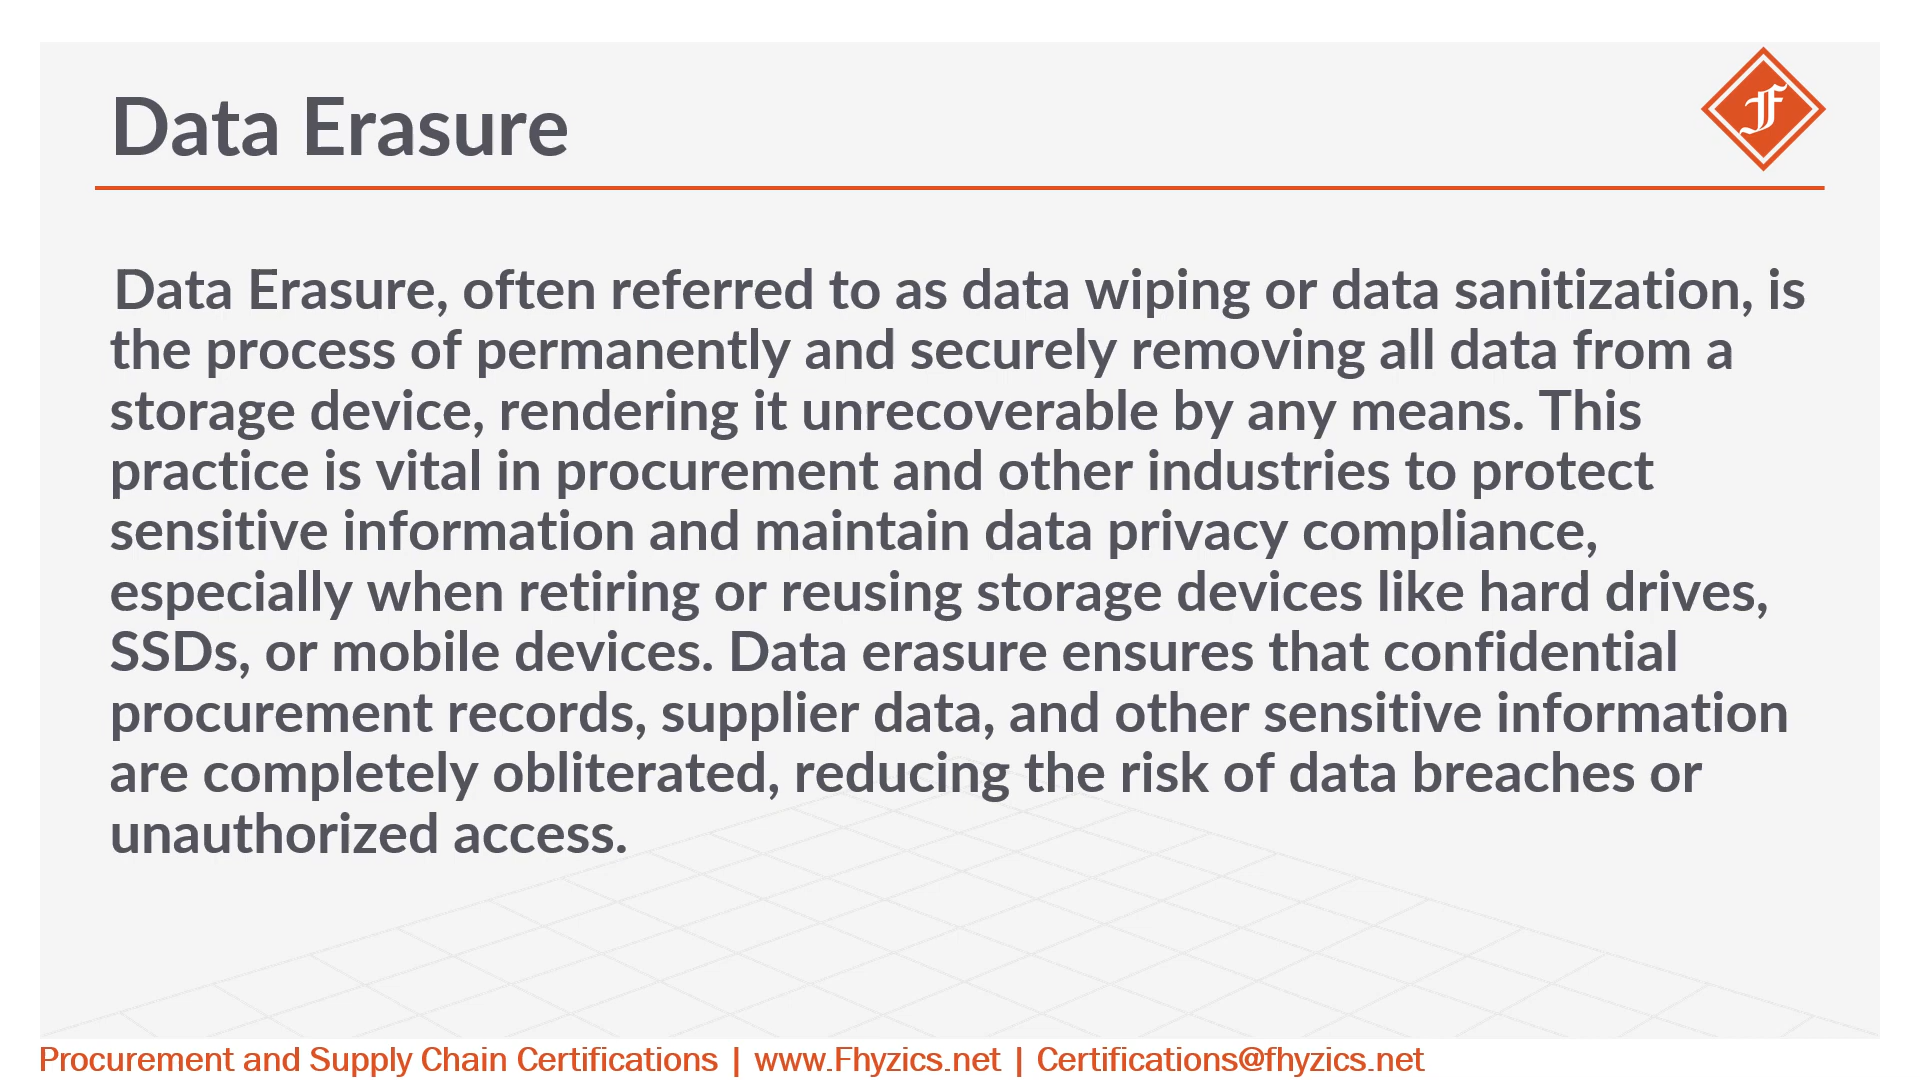 Data Erasure
F
Data Erasure, often referred to as data wiping or data sanitization, is
the process of permanently and securely removing all data from a
storage device, rendering it unrecoverable by any means. This
practice is vital in procurement and other industries to protect
sensitive information and maintain data privacy compliance,
especially when retiring or reusing storage devices like hard drives,
SSDs, or mobile devices. Data erasure ensures that confidential
procurement records, supplier data, and other sensitive information
are completely obliterated, reducing the risk of data breaches or
unauthorized access.
Procurement and Supply Chain Certifications | www.Fhyzics.net | Certifications@fhyzics.net